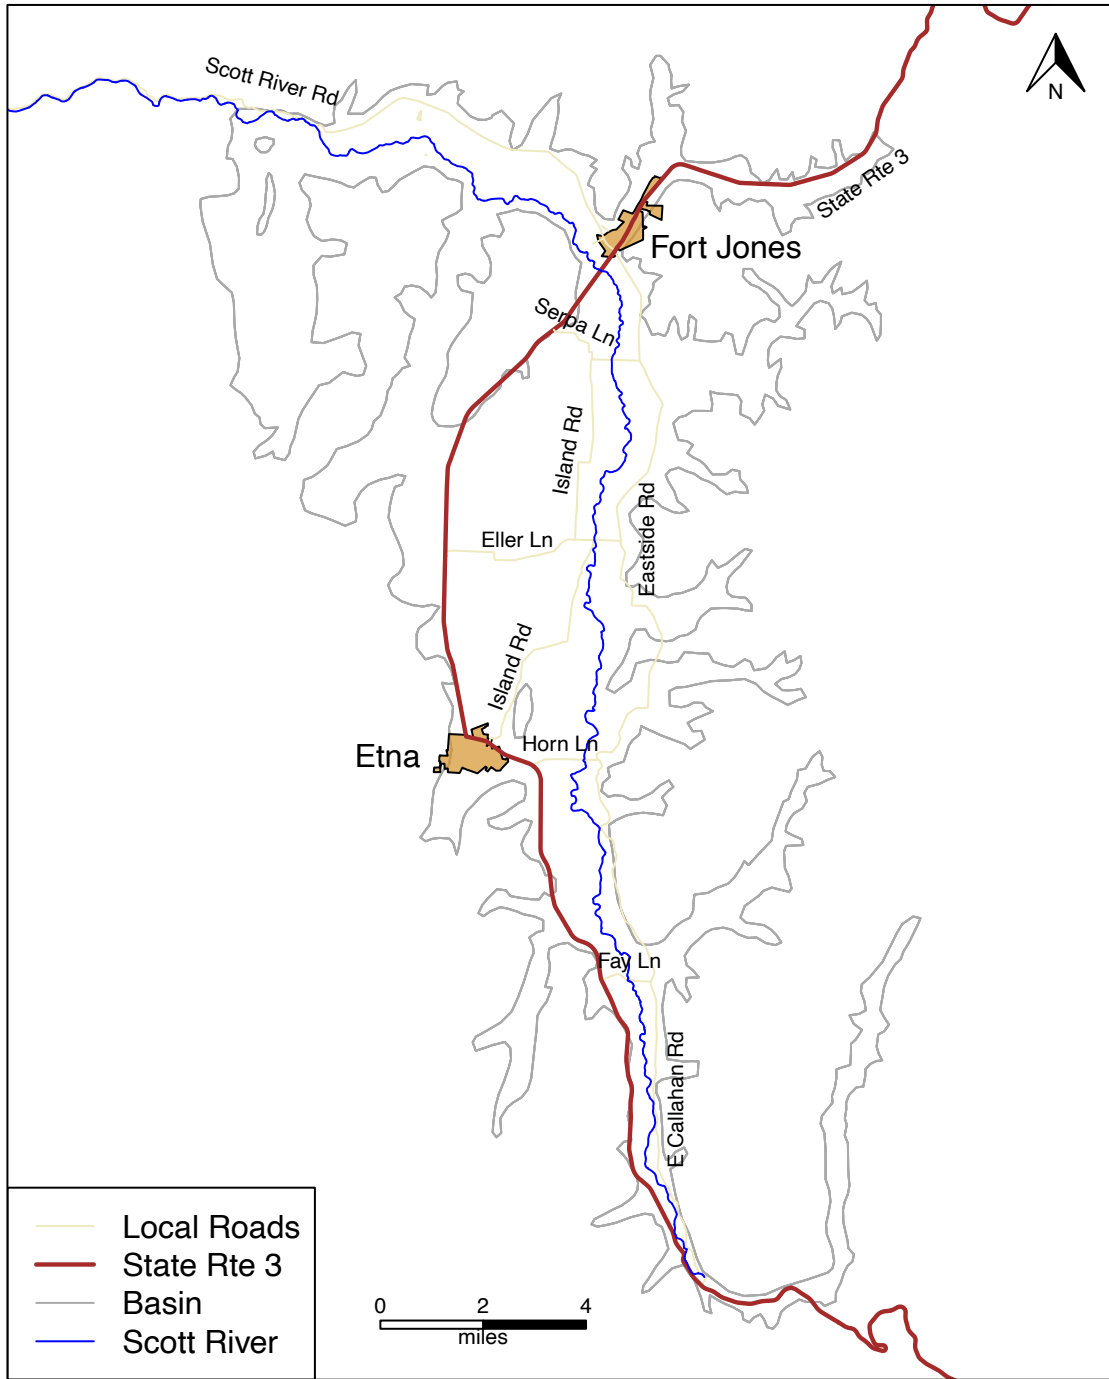 Scott River Rd
N
State Rte 3
Fort Jones
Serpa Ln
Island Rd
Eastside Rd
Eller Ln
Island Rd
Horn Ln
Etna
Fay Ln
E Callahan Rd
Local Roads
State Rte 3
Basin
Scott River
0 2 4
miles